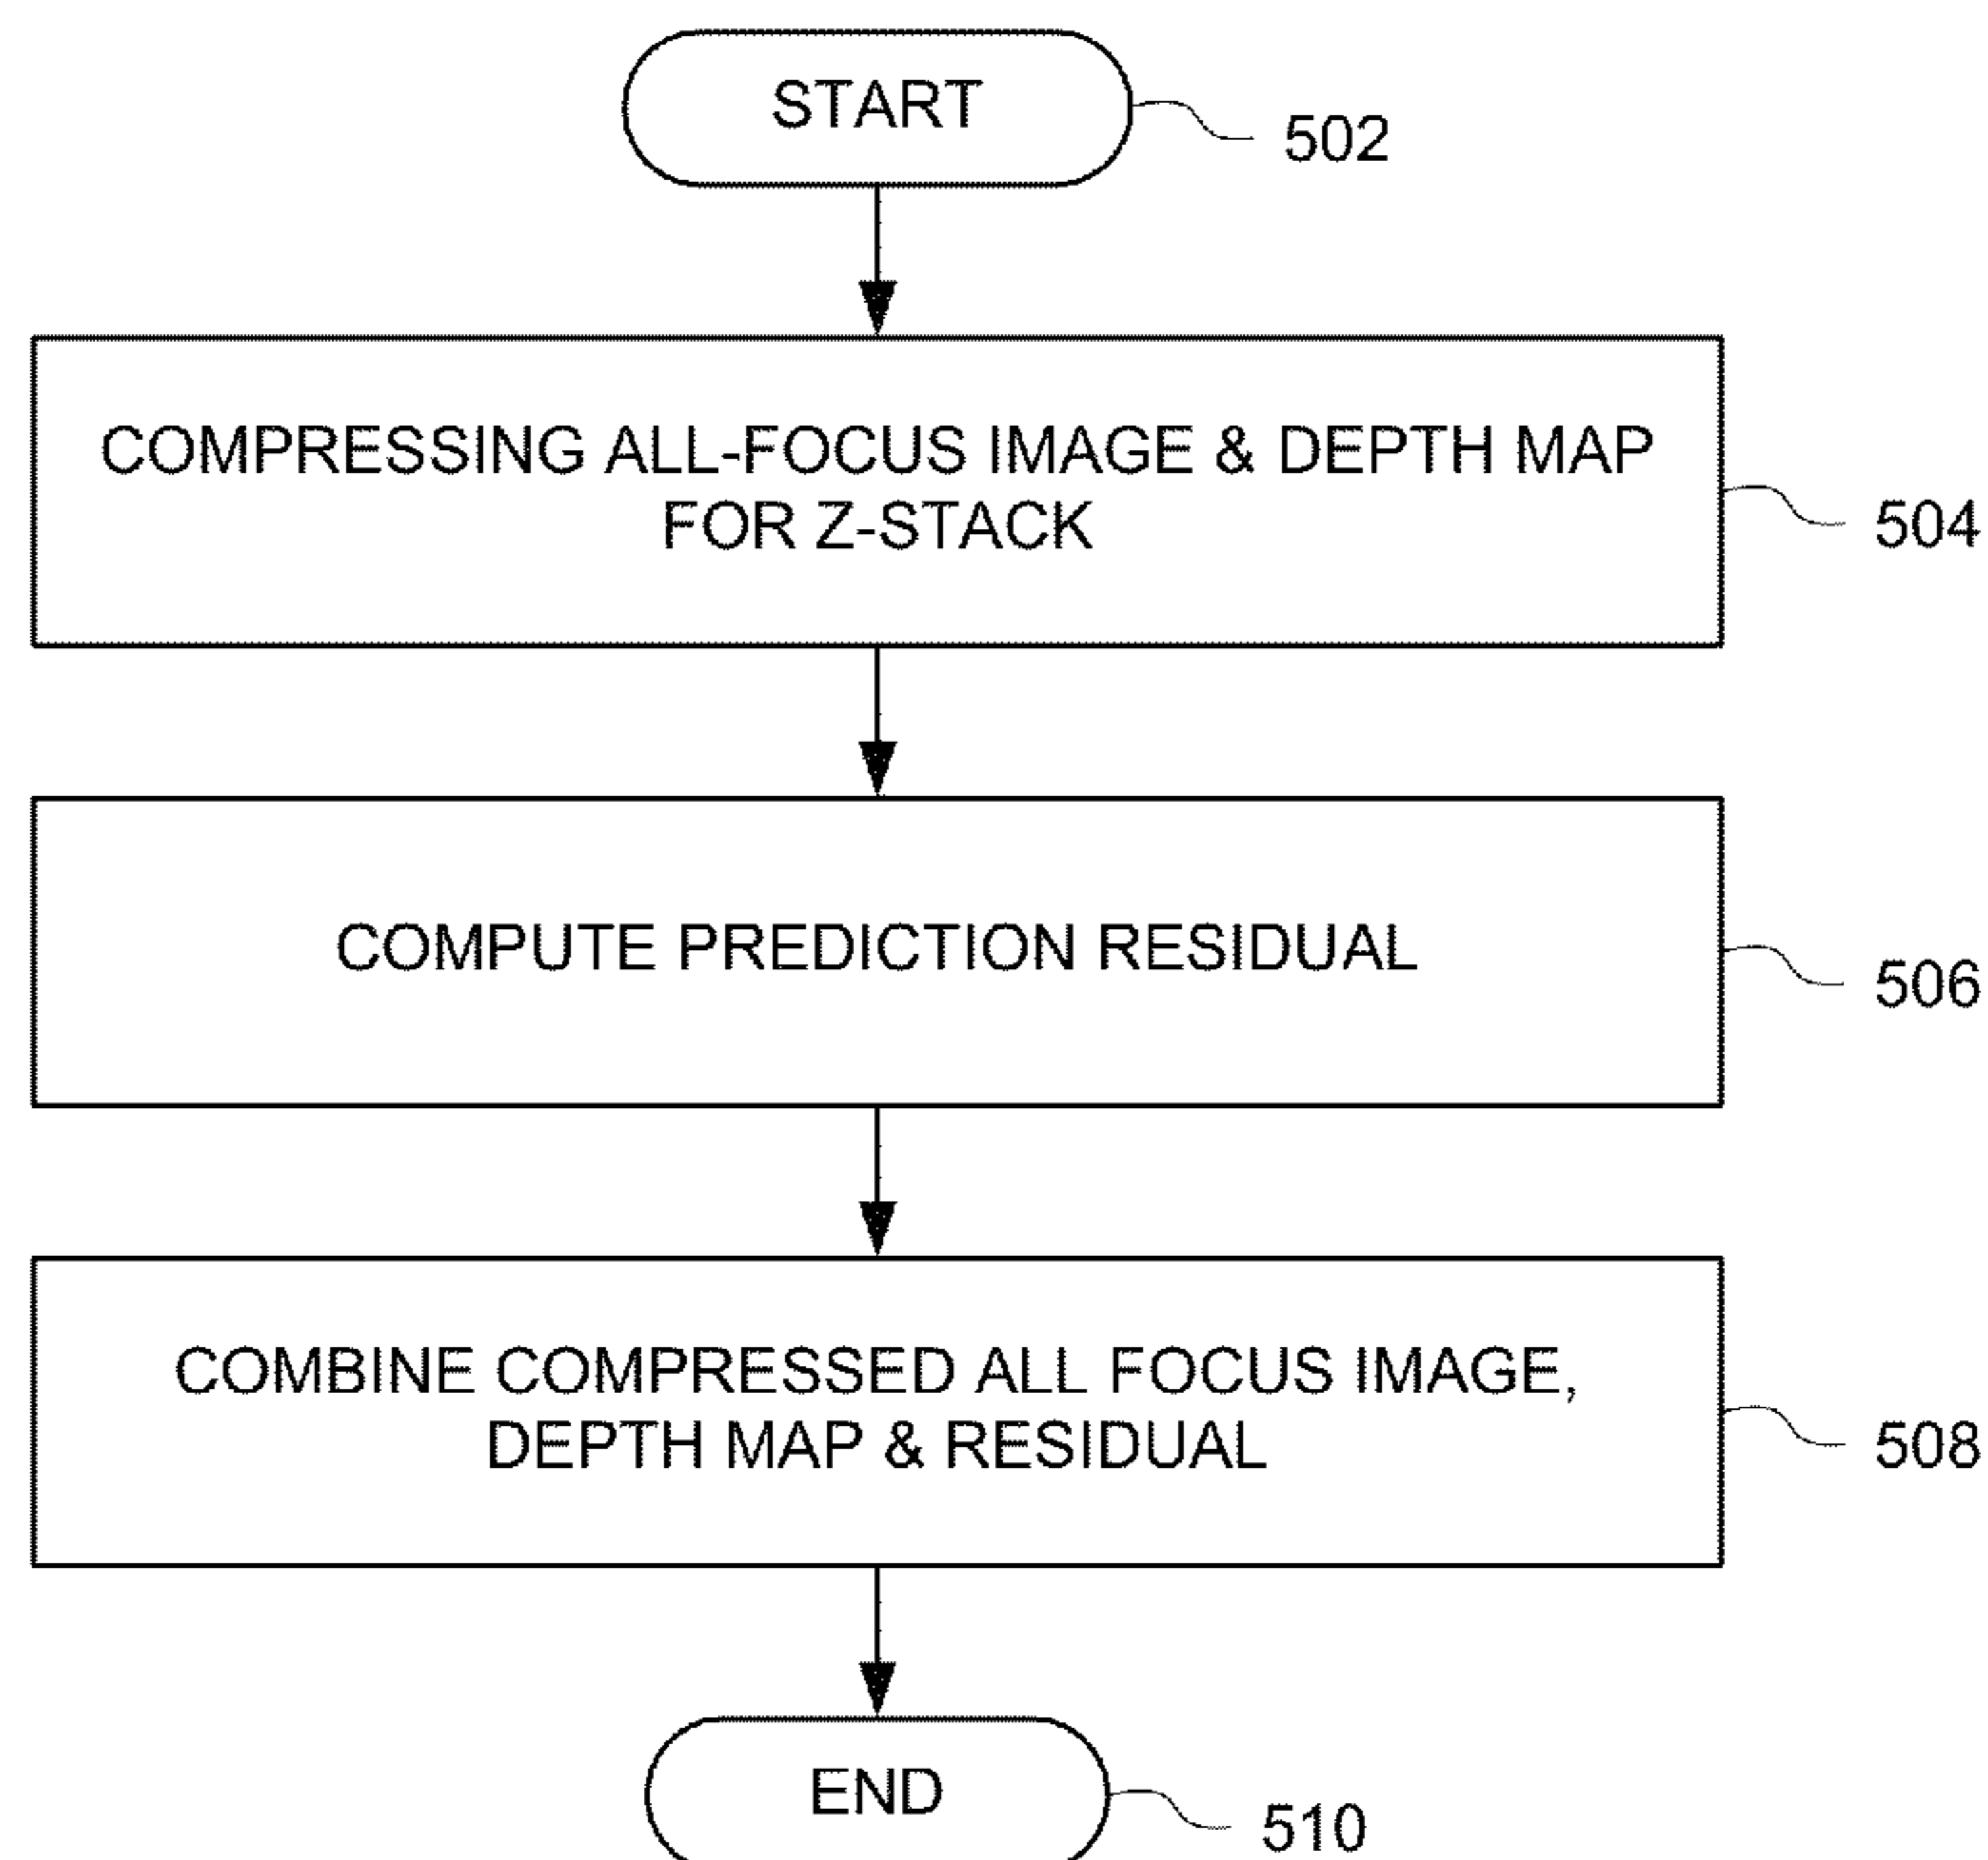 START
502
COMPRESSING ALL-FOCUS IMAGE & DEPTH MAP
FOR Z-STACK
504
COMPUTE PREDICTION RESIDUAL
506
COMBINE COMPRESSED ALL FOCUS IMAGE,
DEPTH MAP & RESIDUAL
508
END
510